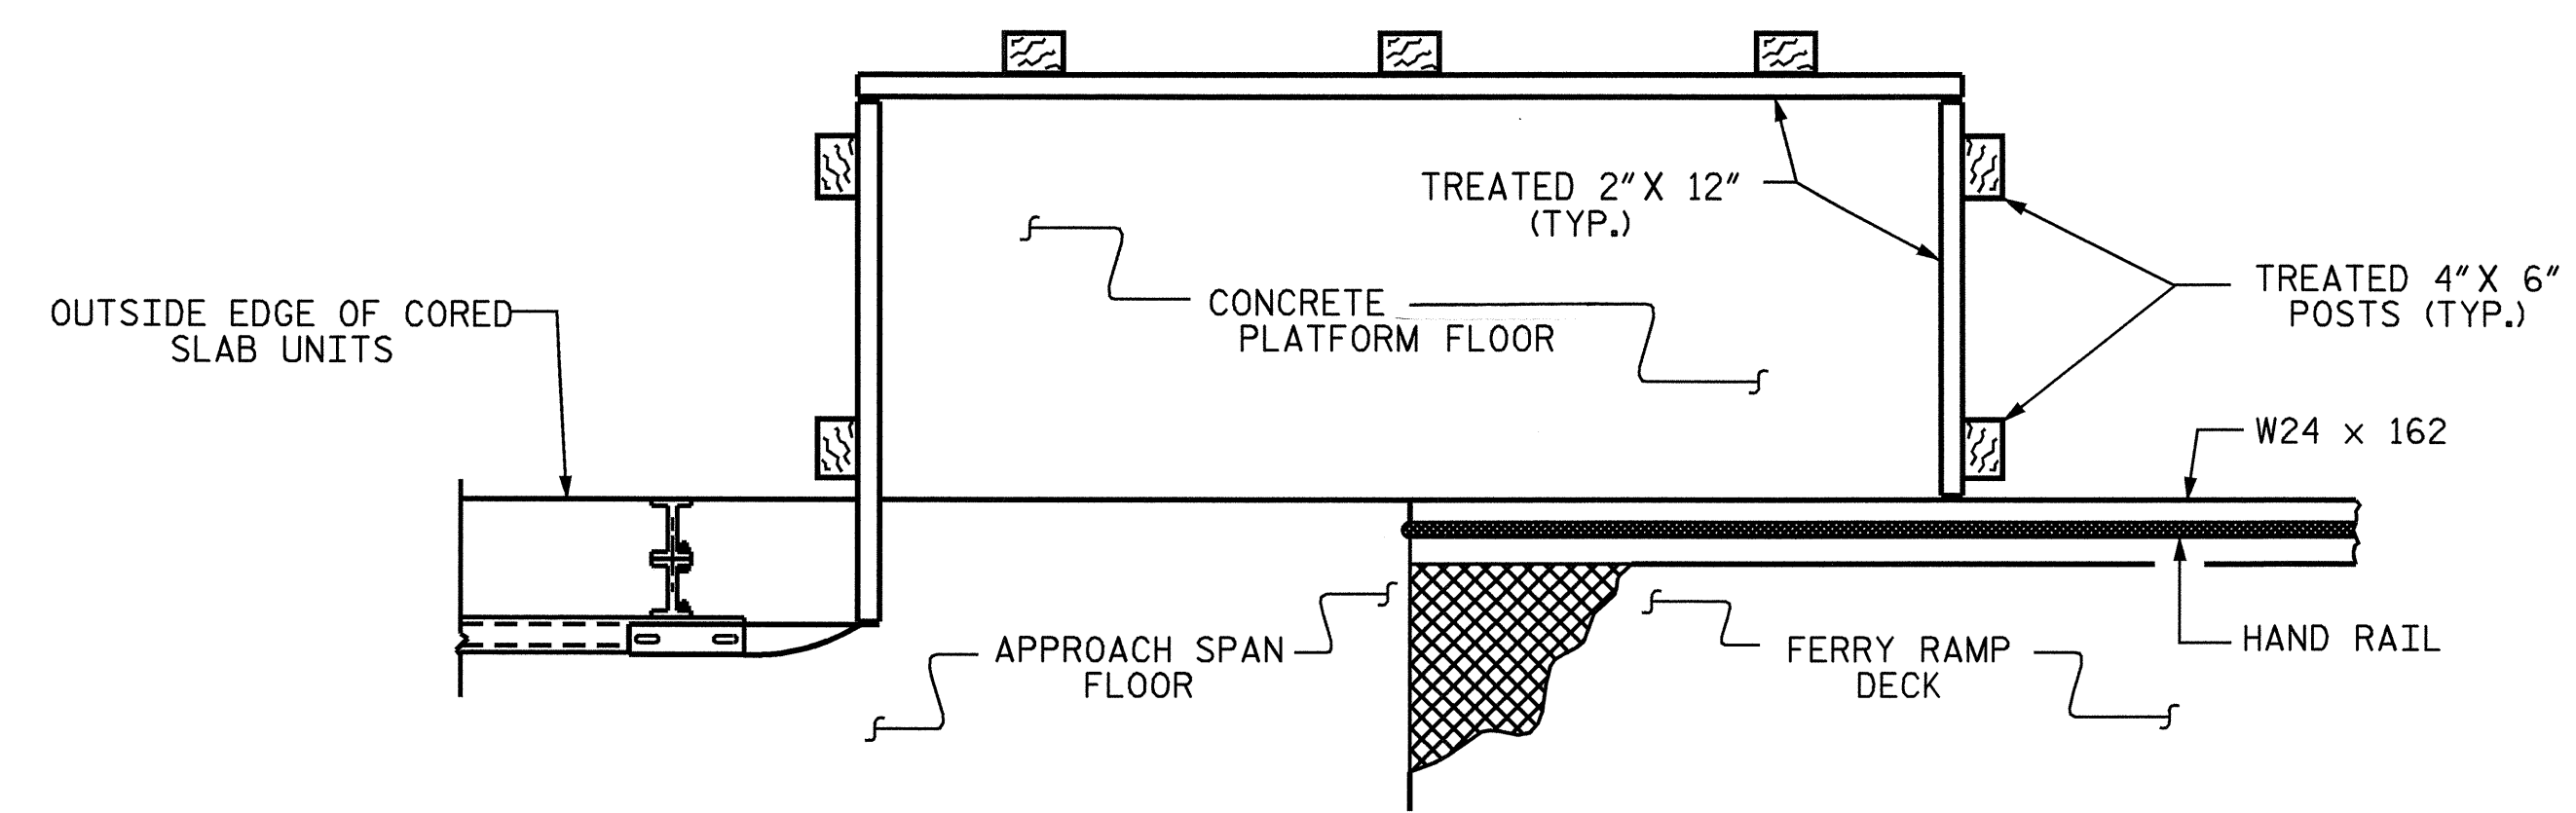 TREATED 2"X 12"
(TYP.)
CONCRETE
PLATFORM FLOOR
TREATED 4"X 6"
POSTS (TYP.)
OUTSIDE EDGE OF CORED
SLAB UNITS
W24 x 162
APPROACH SPAN
FLOOR
FERRY RAMP
DECK
HAND RAIL